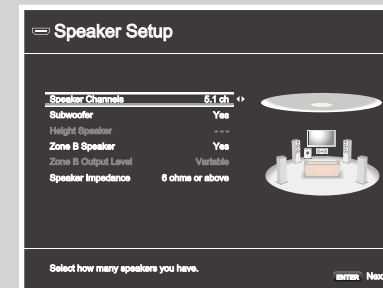 Speaker Setup
Speaker Channels 5.1 ch
Subwoofer Yes
Height Speaker ---
Zone B Speaker Yes
Zone B Output Level Variable
Speaker Impedance 6 ohms or above
Select how many speakers you have.
ENTER